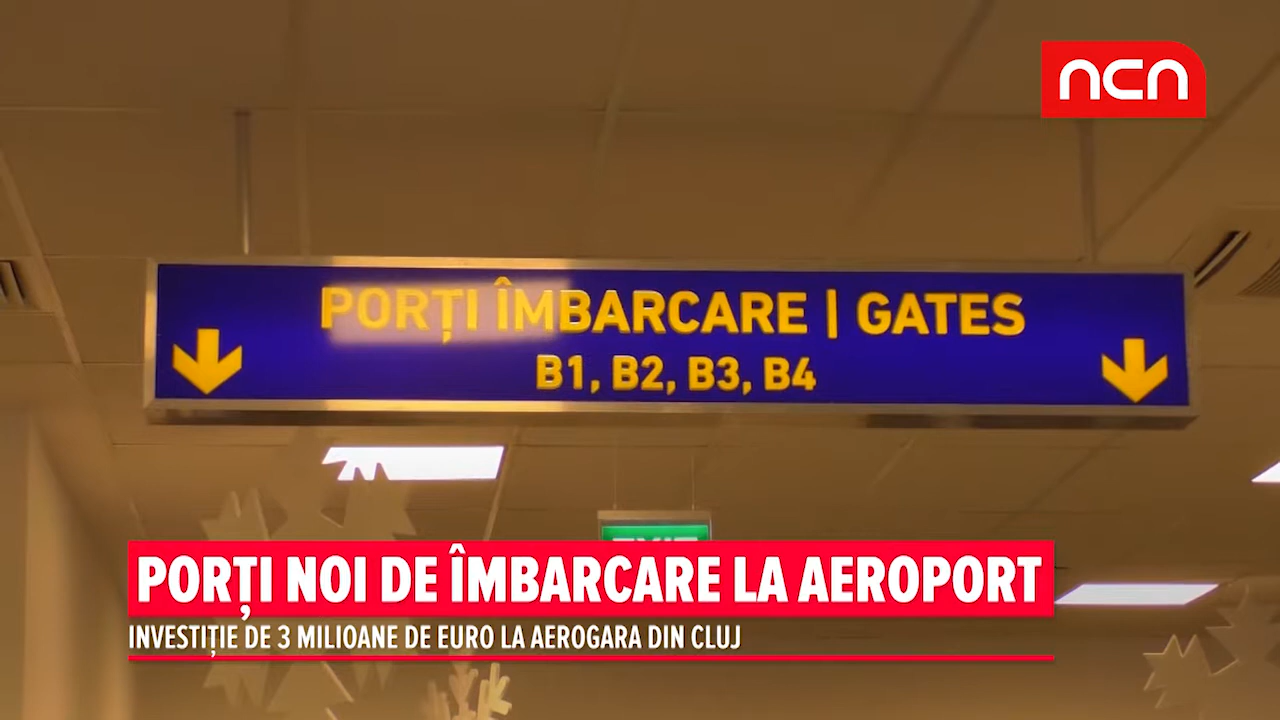 ncn
PORȚI ÎMBARCARE | GATES
B1, B2, B3, B4
EXIT
PORȚI NOI DE ÎMBARCARE LA AEROPORT
INVESTIȚIE DE 3 MILIOANE DE EURO LA AEROGARA DIN CLUJ